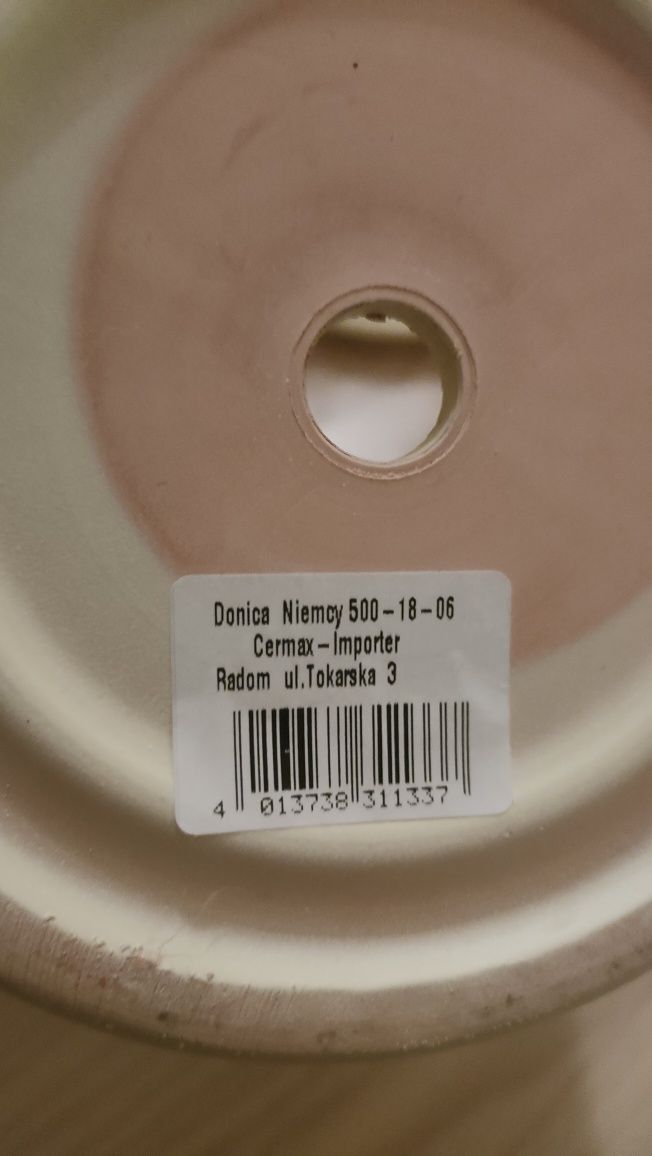 Donica Niemcy 500-18-06
Cermax-Importer
Radom ul.Tokarska 3
4 013738 311337